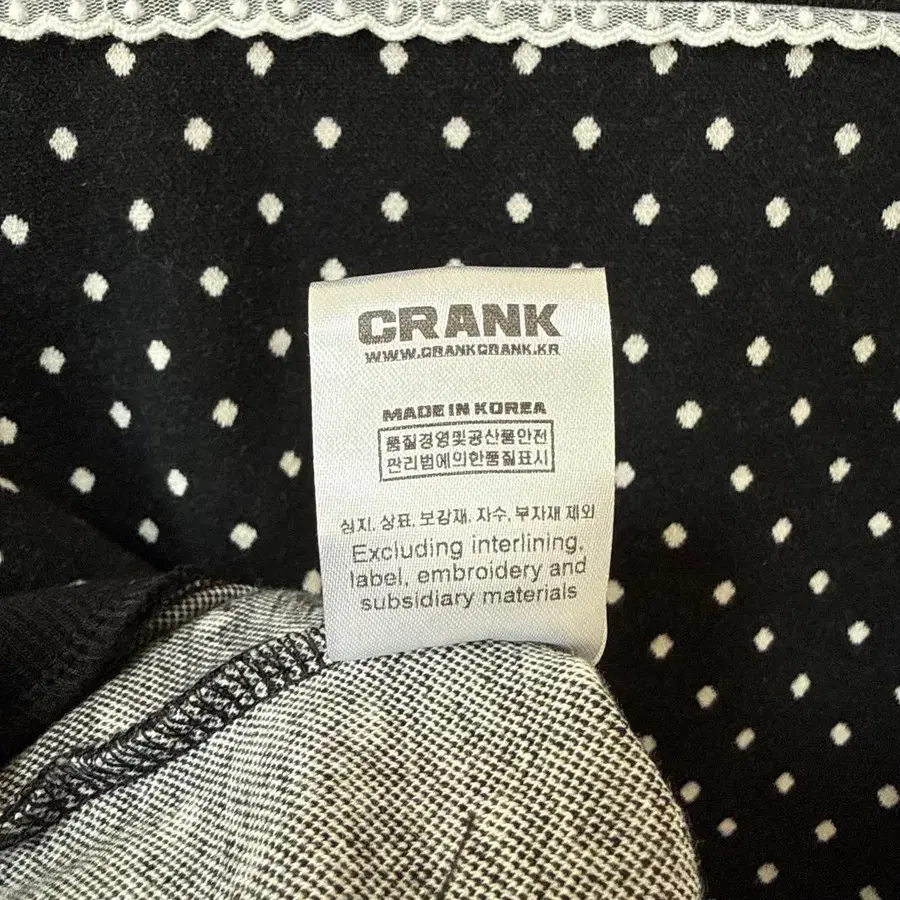 CRANK
WWW.CRANKCRANK.KR
MADE IN KOREA
품질경영및공산품안전
관리법에의한품질표시
심지, 상표, 보강재, 자수, 부자재 제외
Excluding interlining,
label, embroidery and
subsidiary materials